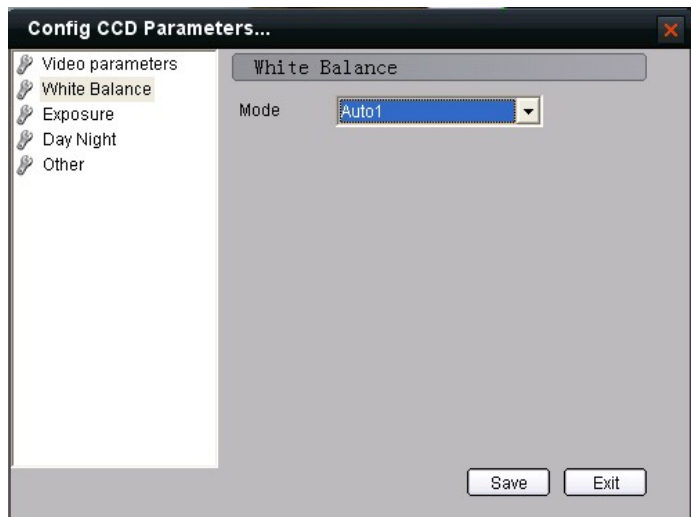 Config CCD Parameters...
Video parameters
White Balance
Exposure
Day Night
Other
White Balance
Mode Auto1
Save Exit